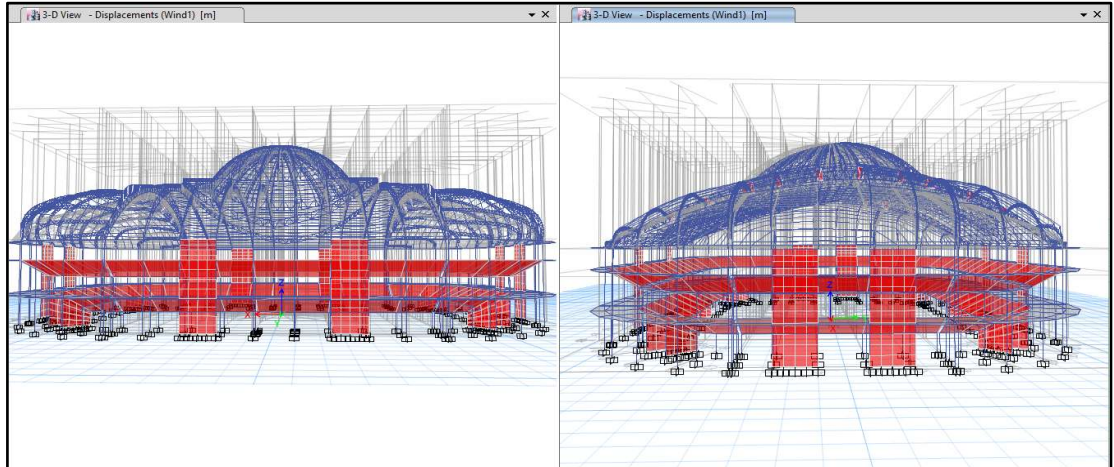 3-D View - Displacements (Wind1) [m]
3-D View - Displacements (Wind1) [m]
Z
X
Y
Z
X